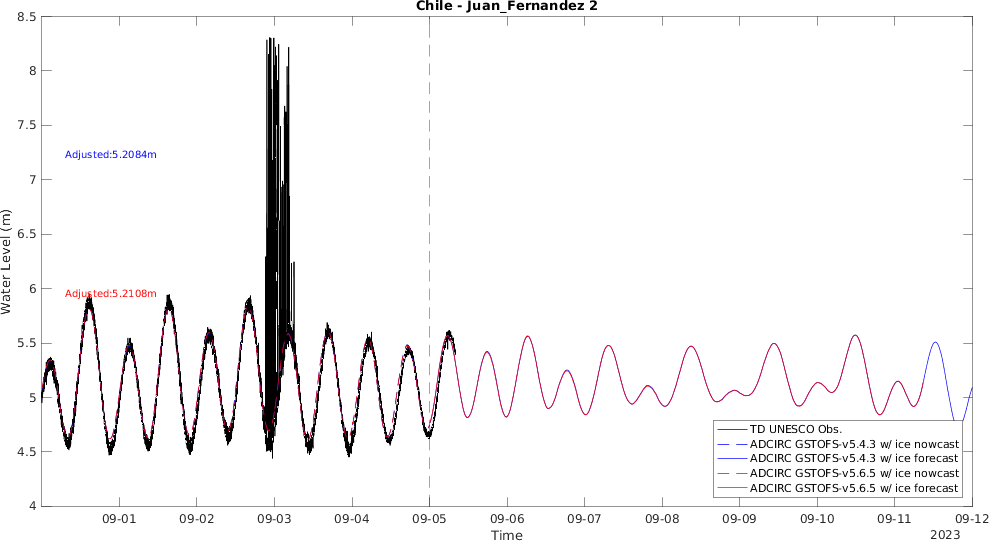 Chile - Juan_Fernandez 2
8.5
8
7.5
7
6.5
6
5.5
5
4.5
4
Water Level (m)
Adjusted:5.2084m
Adjusted:5.2108m
TD UNESCO Obs.
ADCIRC GSTOFS-v5.4.3 w/ ice nowcast
ADCIRC GSTOFS-v5.4.3 w/ ice forecast
ADCIRC GSTOFS-v5.6.5 w/ ice nowcast
ADCIRC GSTOFS-v5.6.5 w/ ice forecast
09-01 09-02 09-03 09-04 09-05 09-06 09-07 09-08 09-09 09-10 09-11 09-12
Time
2023